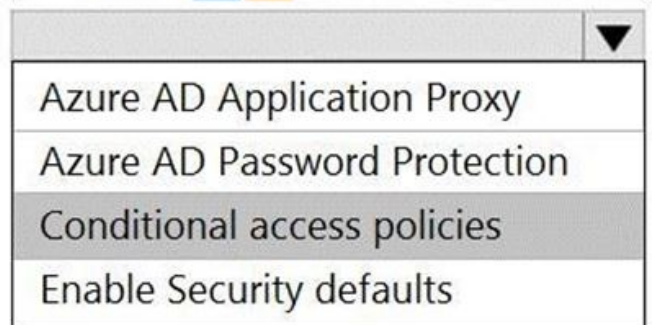 Azure AD Application Proxy
Azure AD Password Protection
Conditional access policies
Enable Security defaults